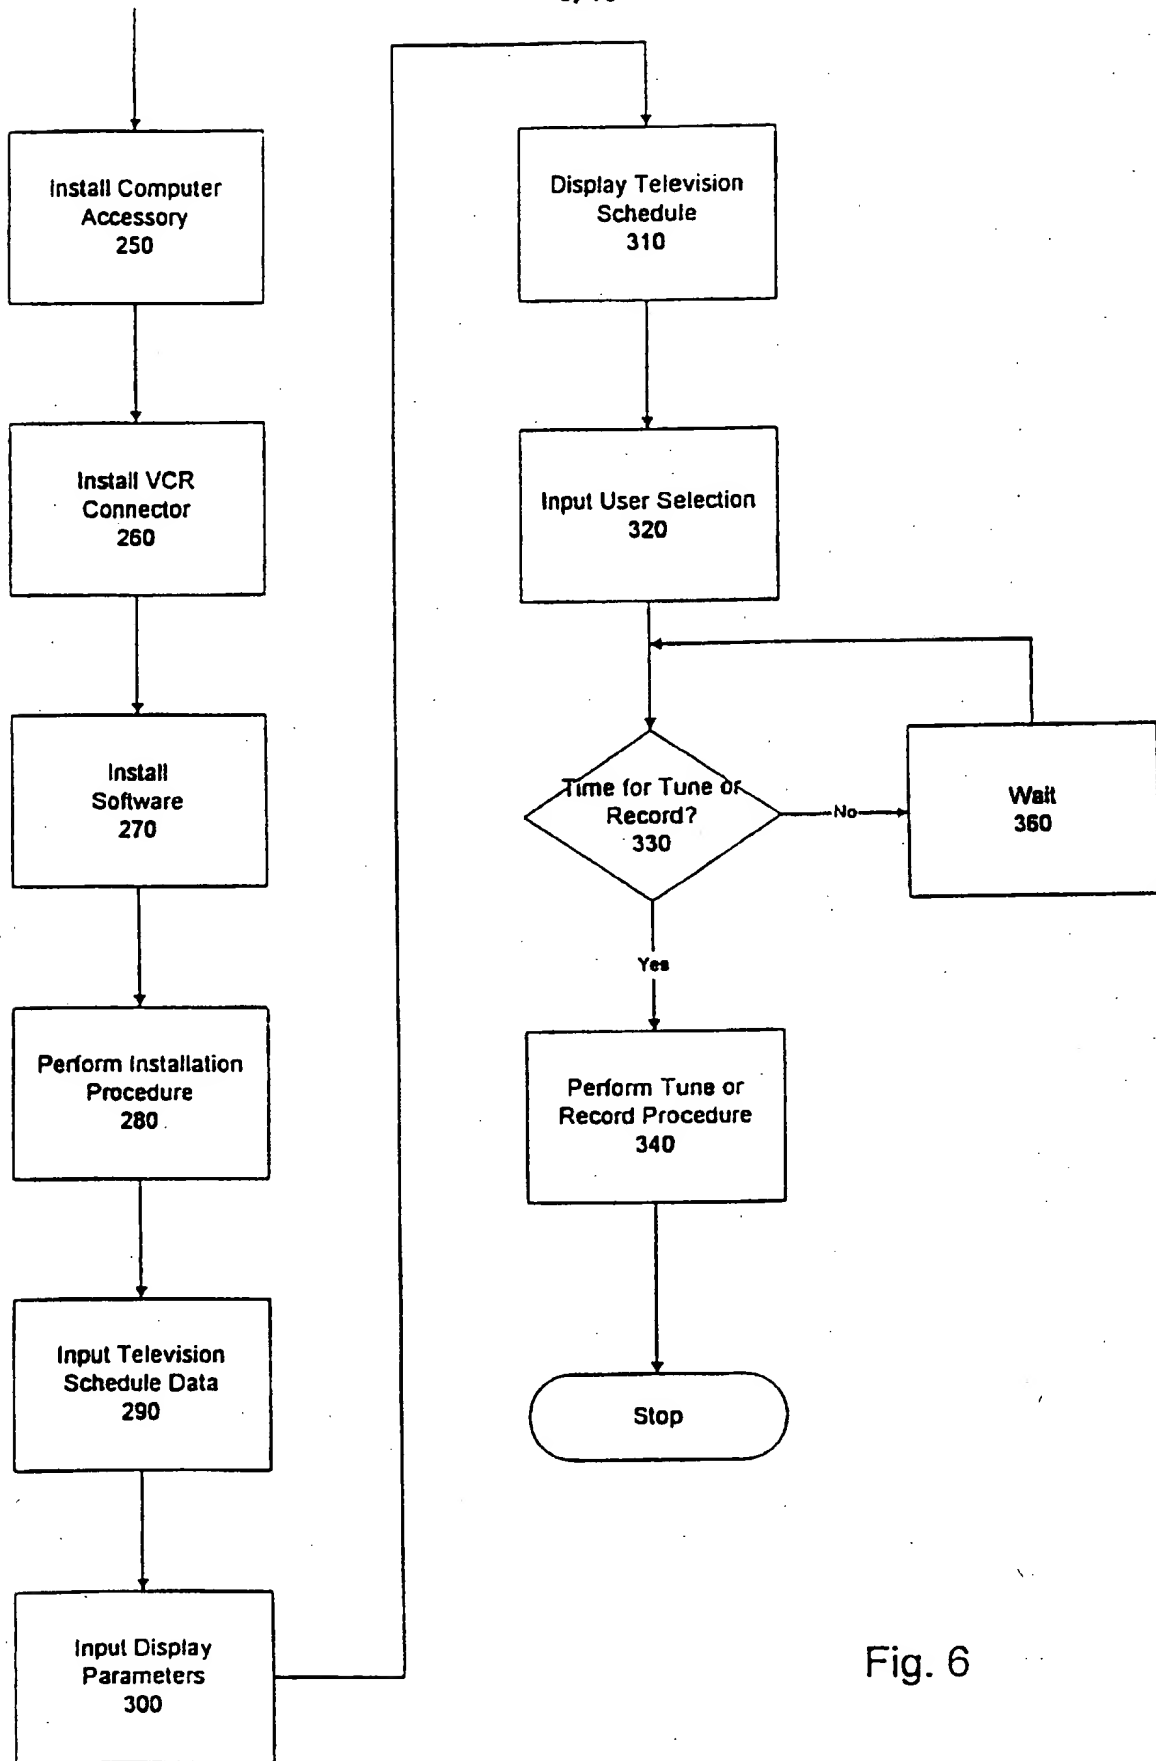 Install Computer
Accessory
250
Install VCR
Connector
260
Install
Software
270
Perform Installation
Procedure
280
Input Television
Schedule Data
290
Input Display
Parameters
300
Display Television
Schedule
310
Input User Selection
320
Time for Tune or
Record?
330
No
Wait
360
Yes
Perform Tune or
Record Procedure
340
Stop
Fig. 6